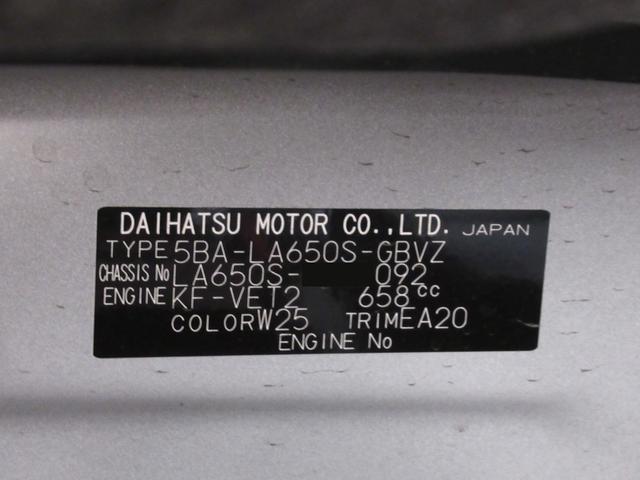 DAIHATSU MOTOR CO.,LTD. JAPAN
TYPE 5BA-LA650S-GBVZ
CHASSIS No LA650S- 092
ENGINE KF-VET2 658cc
COLOR W25 TRIM EA20
ENGINE No